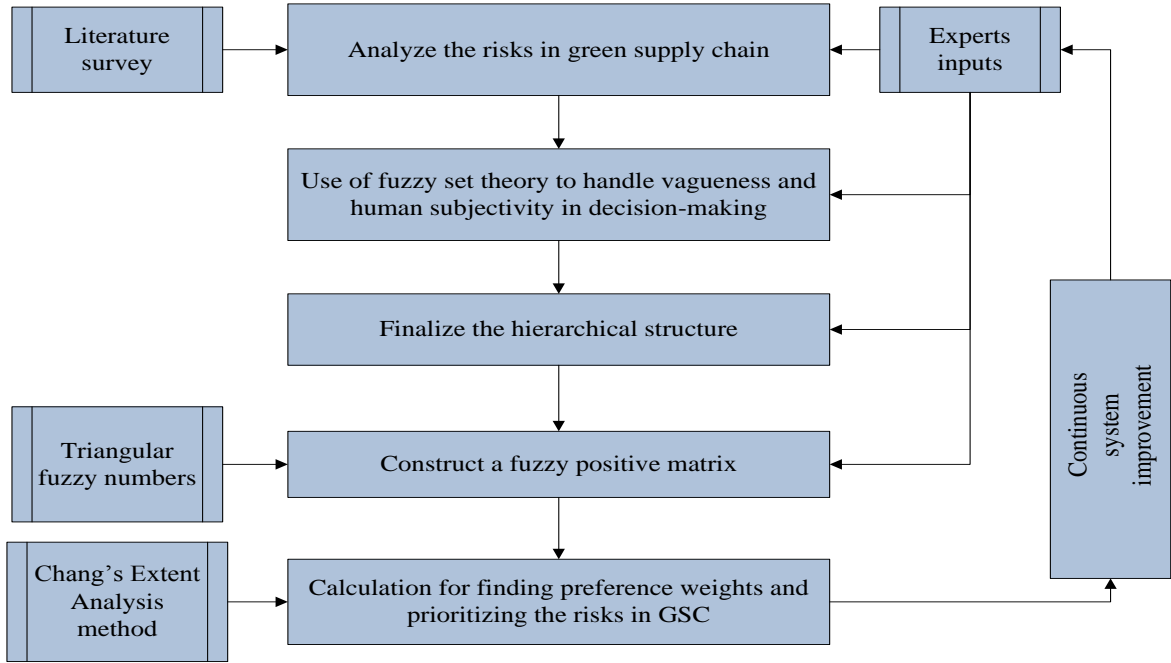 Literature
survey
Analyze the risks in green supply chain
Experts
inputs
Use of fuzzy set theory to handle vagueness and
human subjectivity in decision-making
Finalize the hierarchical structure
Continuous
system
improvement
Triangular
fuzzy numbers
Construct a fuzzy positive matrix
Chang’s Extent
Analysis
method
Calculation for finding preference weights and
prioritizing the risks in GSC